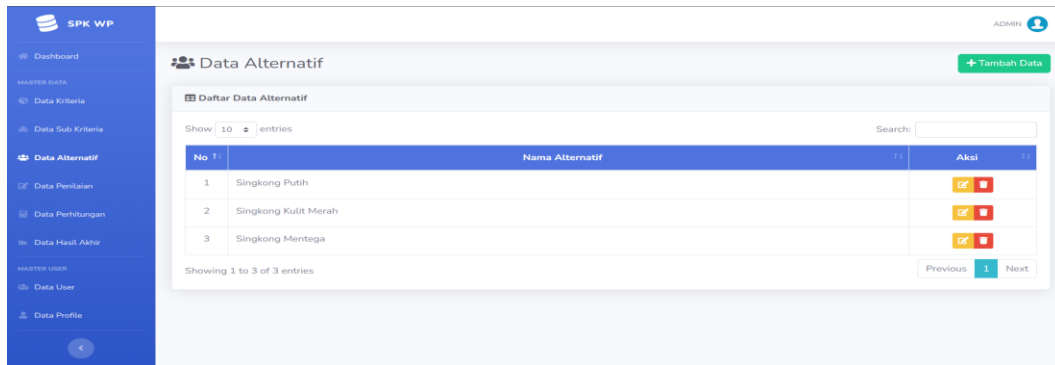 SPK WP
ADMIN
Dashboard
MASTER DATA
Data Kriteria
Data Sub Kriteria
Data Alternatif
Data Penilaian
Data Perhitungan
Data Hasil Akhir
MASTER USER
Data User
Data Profile
Data Alternatif
+ Tambah Data
Daftar Data Alternatif
Show 10 entries
Search:
No Nama Alternatif Aksi
1 Singkong Putih
2 Singkong Kulit Merah
3 Singkong Mentega
Showing 1 to 3 of 3 entries
Previous 1 Next